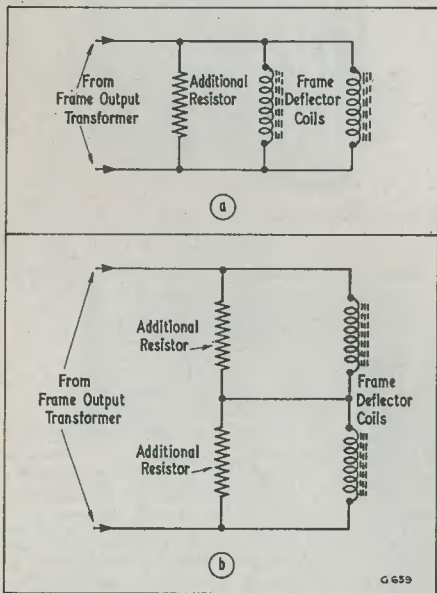 From
Frame Output
Transformer
Additional
Resistor
Frame
Deflector
Coils
a
Additional
Resistor
From
Frame Output
Transformer
Frame
Deflector
Coils
Additional
Resistor
b
G 659